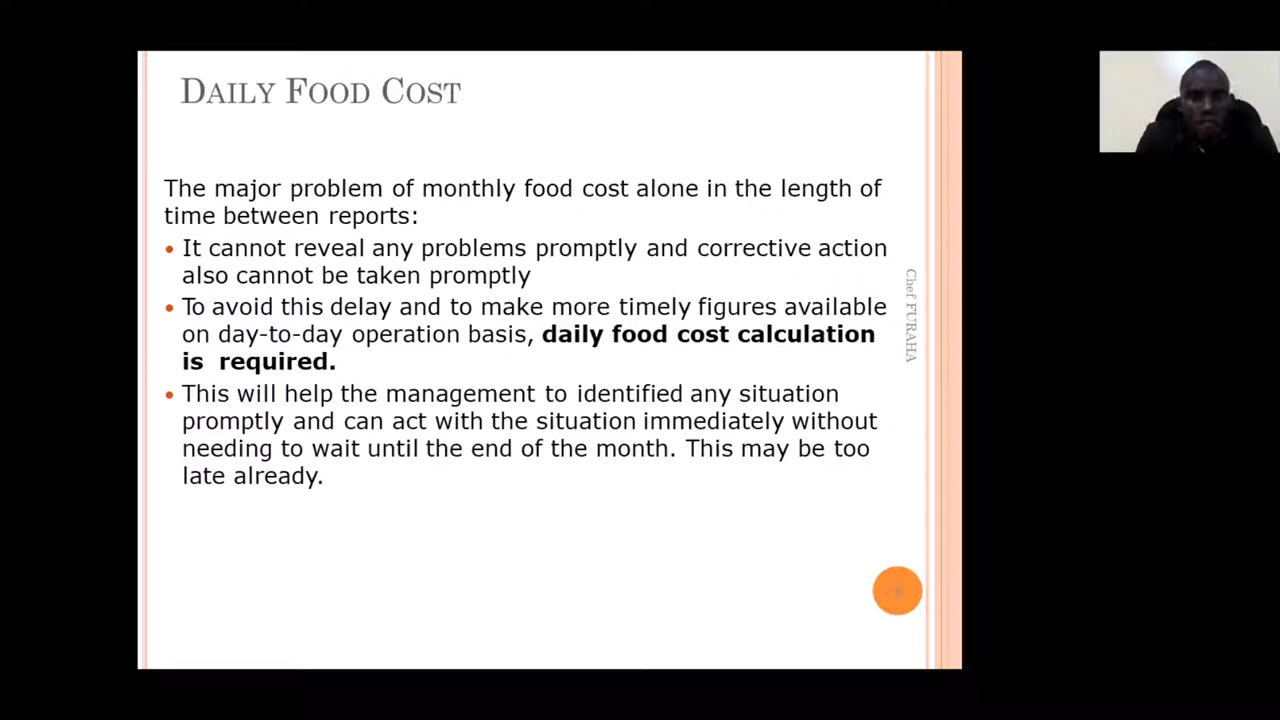 DAILY FOOD COST
The major problem of monthly food cost alone in the length of
time between reports:
• It cannot reveal any problems promptly and corrective action
also cannot be taken promptly
• To avoid this delay and to make more timely figures available
on day-to-day operation basis, daily food cost calculation
is required.
• This will help the management to identified any situation
promptly and can act with the situation immediately without
needing to wait until the end of the month. This may be too
late already.
Chef FURAHA